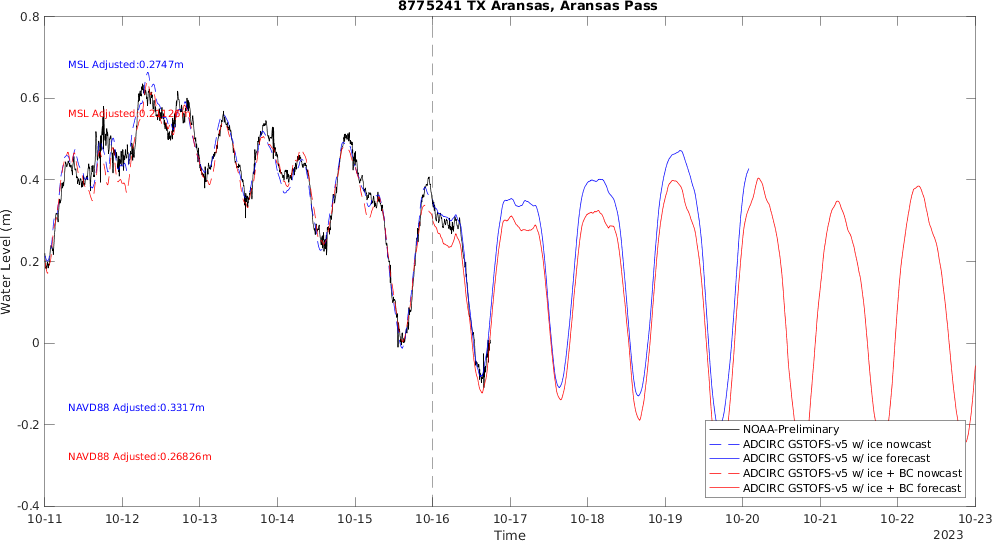 8775241 TX Aransas, Aransas Pass
0.8
0.6
0.4
0.2
0
-0.2
-0.4
Water Level (m)
MSL Adjusted:0.2747m
MSL Adjusted:
NAVD88 Adjusted:0.3317m
NAVD88 Adjusted:0.26826m
NOAA-Preliminary
ADCIRC GSTOFS-v5 w/ ice nowcast
ADCIRC GSTOFS-v5 w/ ice forecast
ADCIRC GSTOFS-v5 w/ ice + BC nowcast
ADCIRC GSTOFS-v5 w/ ice + BC forecast
10-11 10-12 10-13 10-14 10-15 10-16 10-17 10-18 10-19 10-20 10-21 10-22 10-23
Time
2023